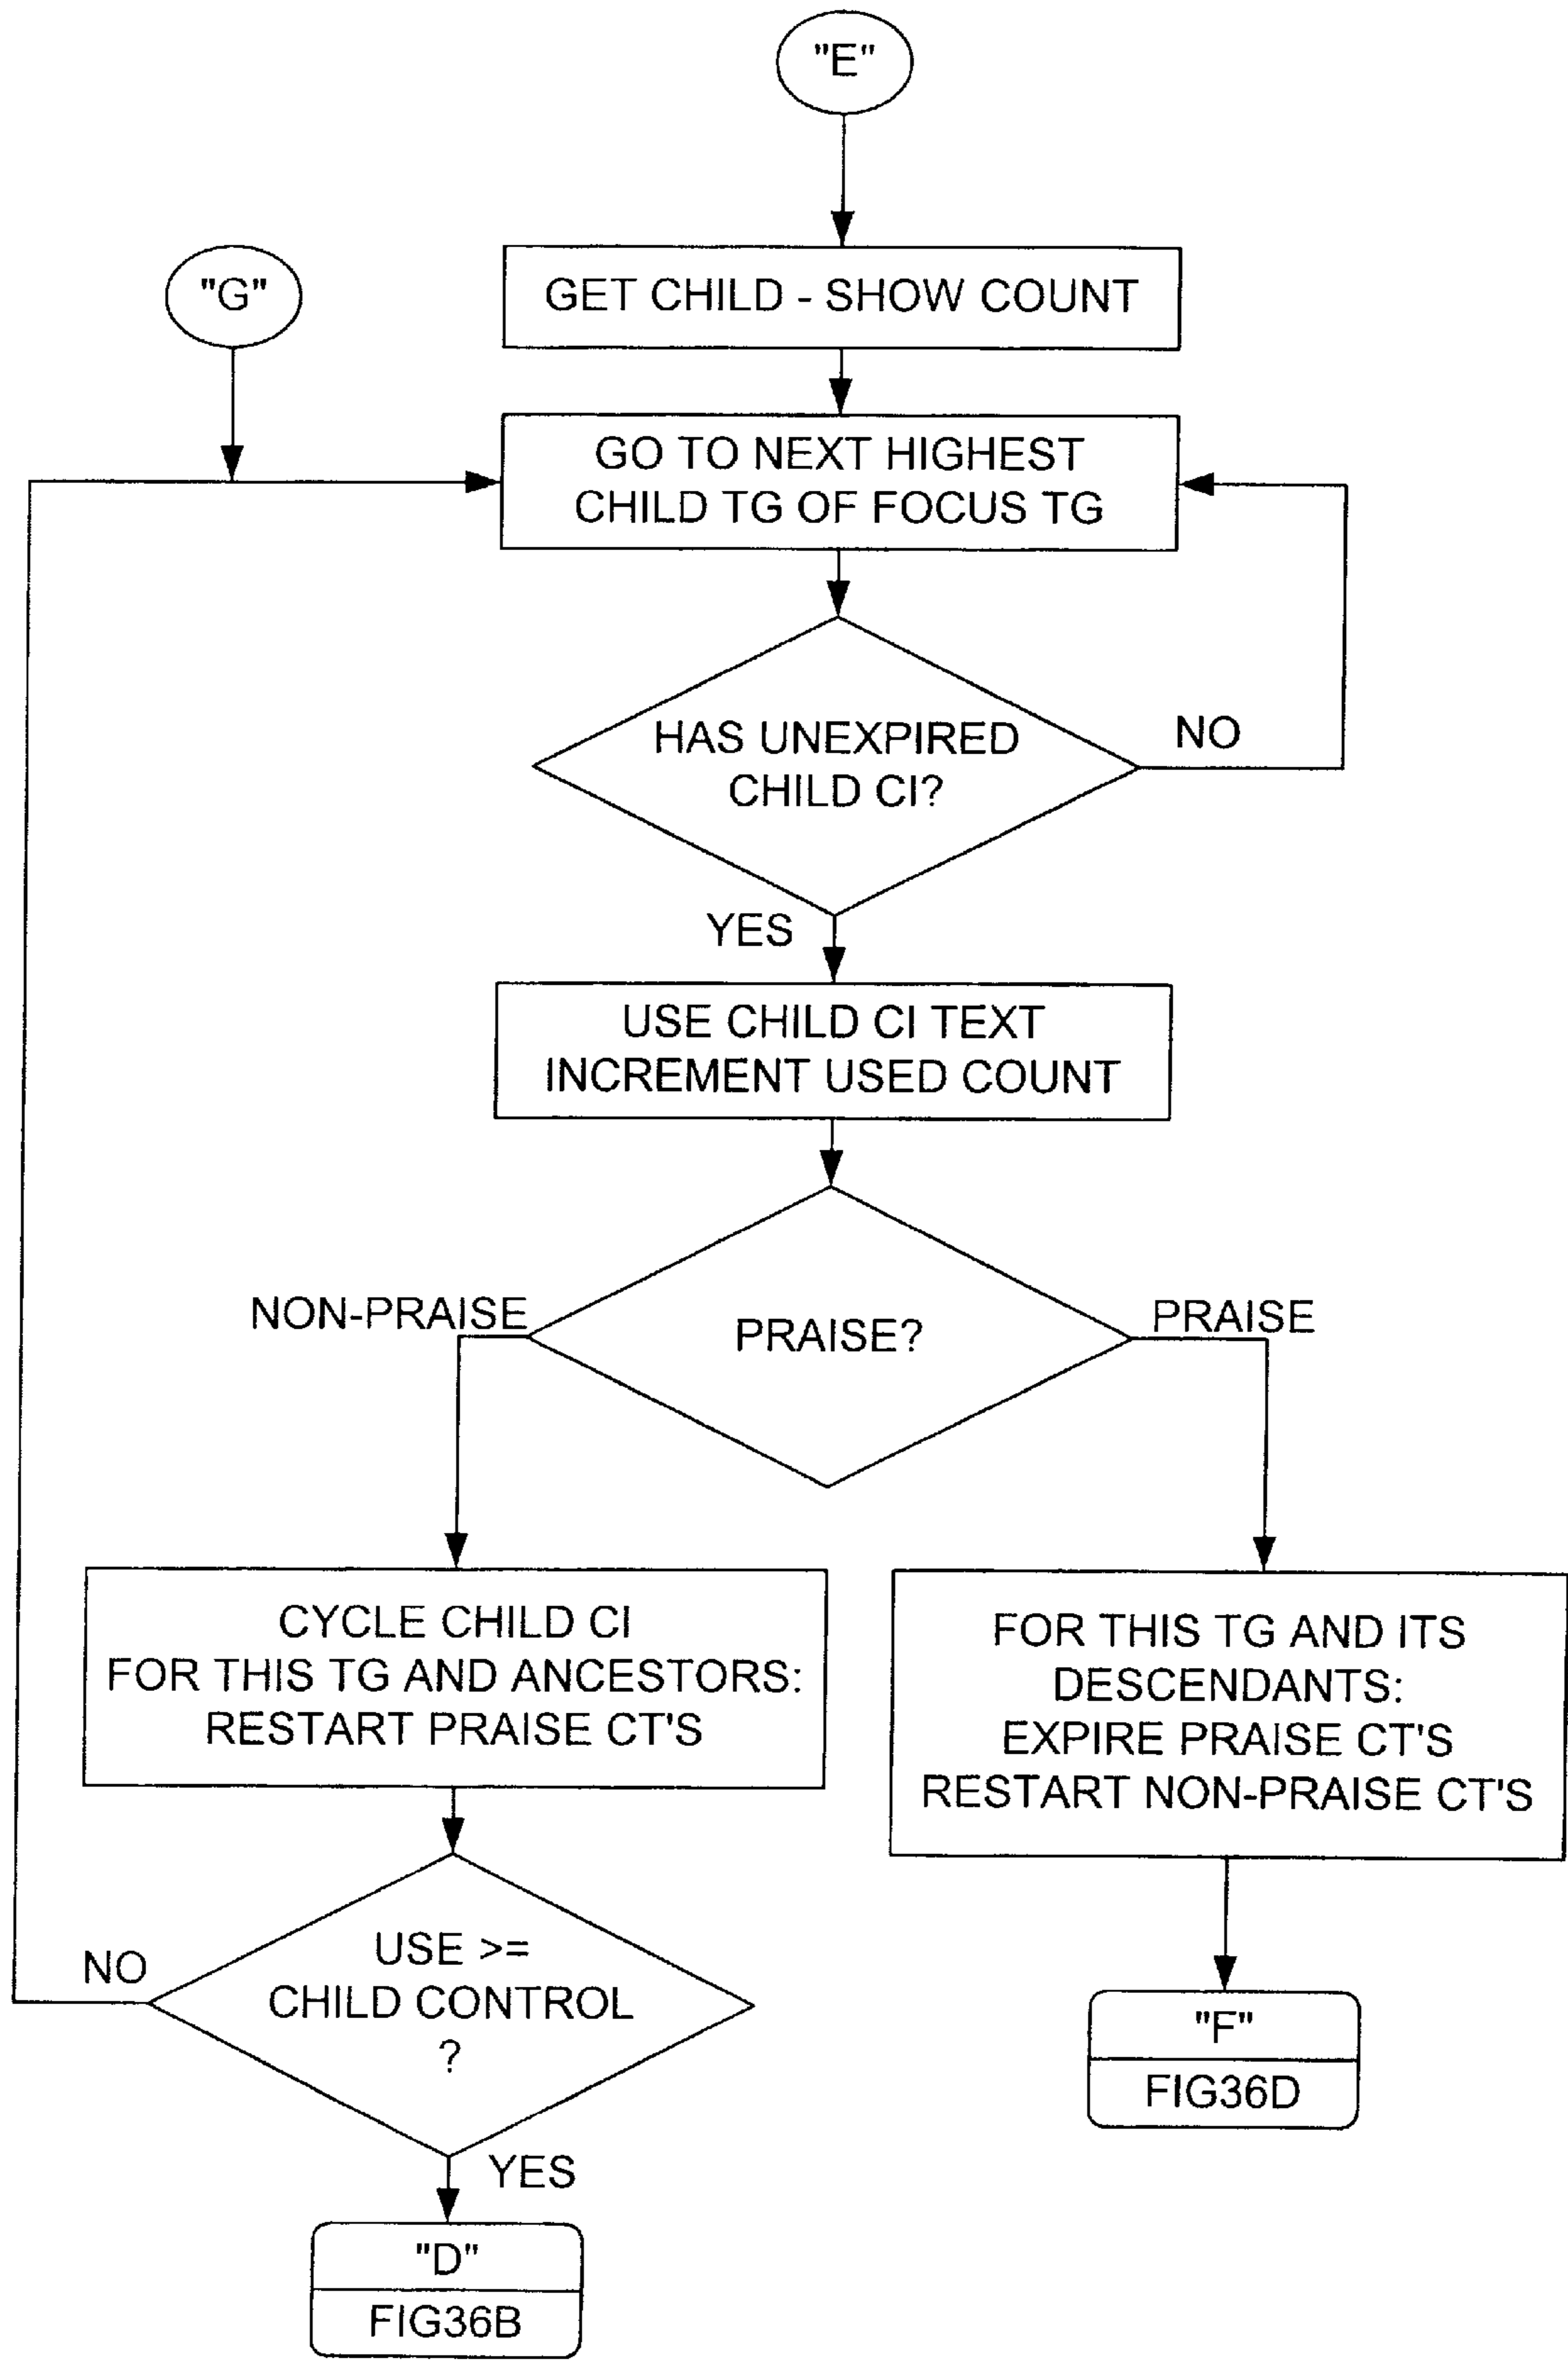 "E"
"G"
GET CHILD - SHOW COUNT
GO TO NEXT HIGHEST
CHILD TG OF FOCUS TG
HAS UNEXPIRED
CHILD CI?
NO
YES
USE CHILD CI TEXT
INCREMENT USED COUNT
NON-PRAISE
PRAISE?
PRAISE
CYCLE CHILD CI
FOR THIS TG AND ANCESTORS:
RESTART PRAISE CT'S
FOR THIS TG AND ITS
DESCENDANTS:
EXPIRE PRAISE CT'S
RESTART NON-PRAISE CT'S
NO
USE >=
CHILD CONTROL
?
YES
"F"
FIG36D
"D"
FIG36B